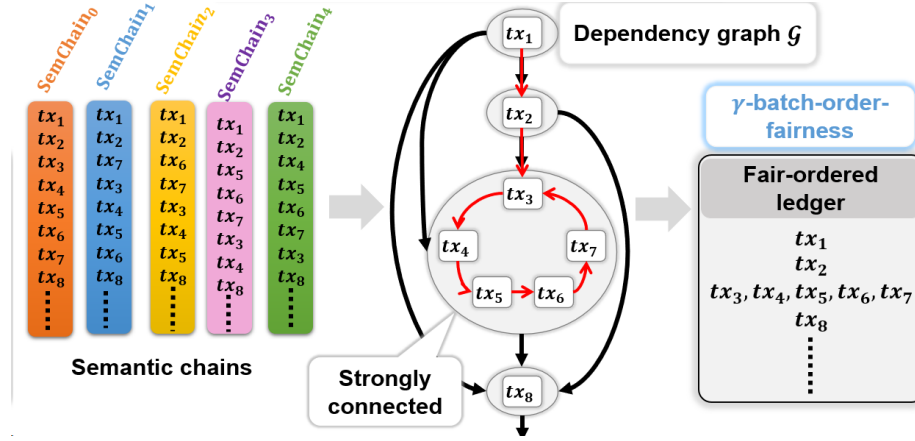 SemChain₀
SemChain₁
SemChain₂
SemChain₃
SemChain₄
tx₁
tx₂
tx₃
tx₄
tx₅
tx₆
tx₇
tx₈
tx₁
tx₂
tx₇
tx₃
tx₄
tx₅
tx₆
tx₈
tx₁
tx₂
tx₆
tx₇
tx₃
tx₄
tx₅
tx₈
tx₁
tx₂
tx₅
tx₆
tx₇
tx₃
tx₄
tx₈
tx₁
tx₂
tx₄
tx₅
tx₆
tx₇
tx₃
tx₈
Semantic chains
tx₁
tx₂
tx₃
tx₄
tx₇
tx₅
tx₆
tx₈
Strongly
connected
Dependency graph 𝒢
γ-batch-order-
fairness
Fair-ordered
ledger
tx₁
tx₂
tx₃, tx₄, tx₅, tx₆, tx₇
tx₈